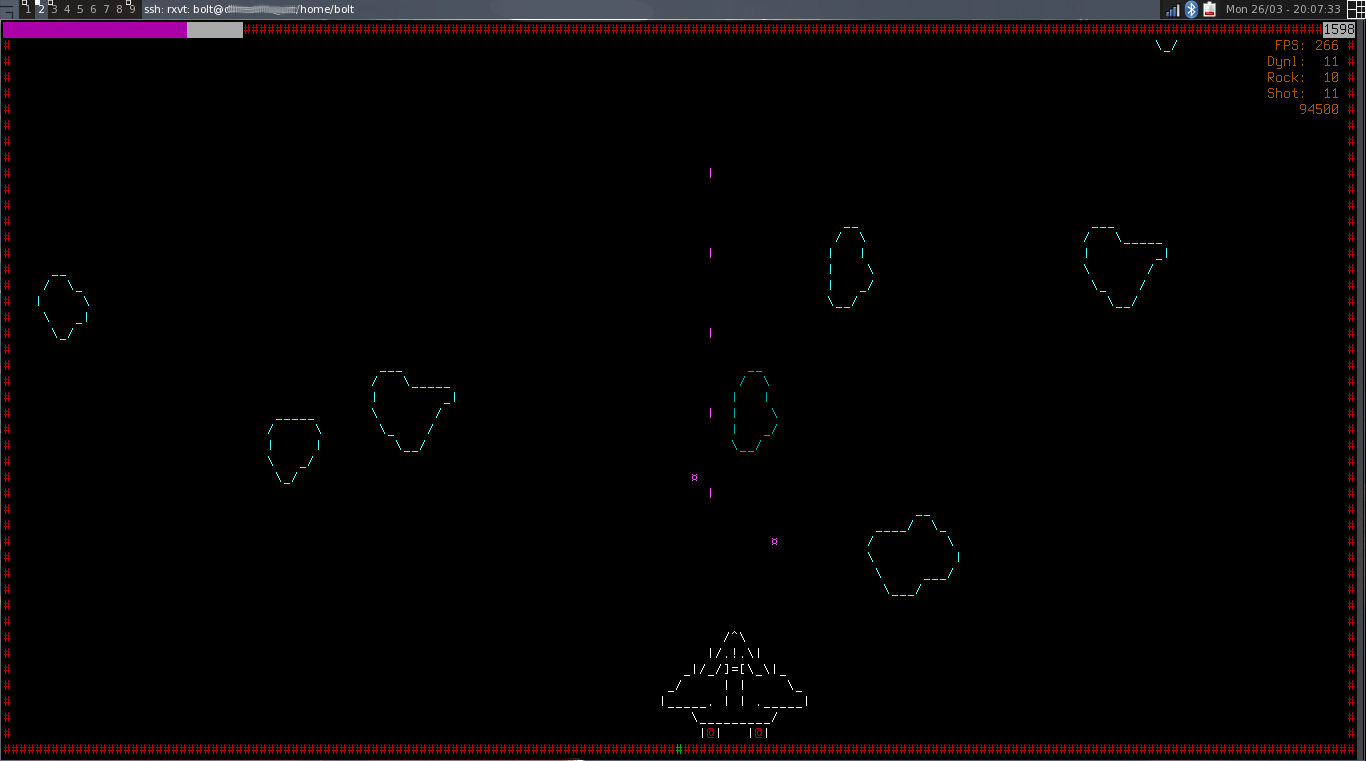 1 2 3 4 5 6 7 8 9 ssh: rxvt: bolt@ /home/bolt Mon 26/03 - 20:07:33
1598
FPS: 266
Dynl: 11
Rock: 10
Shot: 11
94500